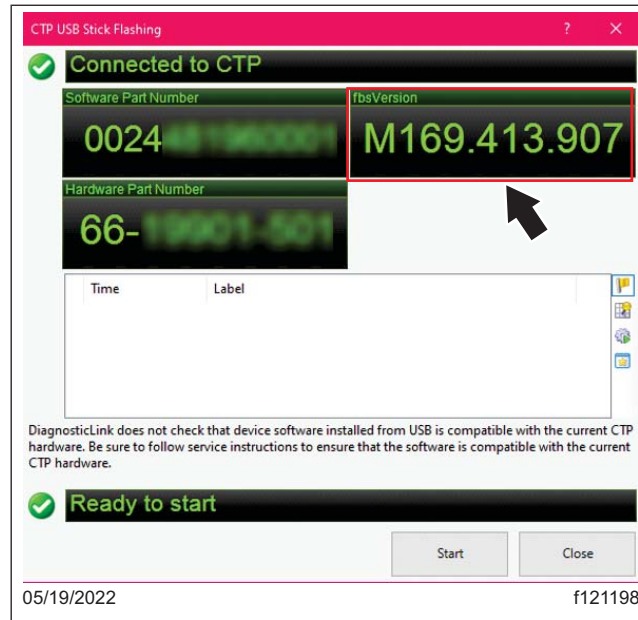 CTP USB Stick Flashing
Connected to CTP
Software Part Number
fbsVersion
0024
M169.413.907
Hardware Part Number
66-
Time Label
DiagnosticLink does not check that device software installed from USB is compatible with the current CTP
hardware. Be sure to follow service instructions to ensure that the software is compatible with the current
CTP hardware.
Ready to start
Start Close
05/19/2022 f121198